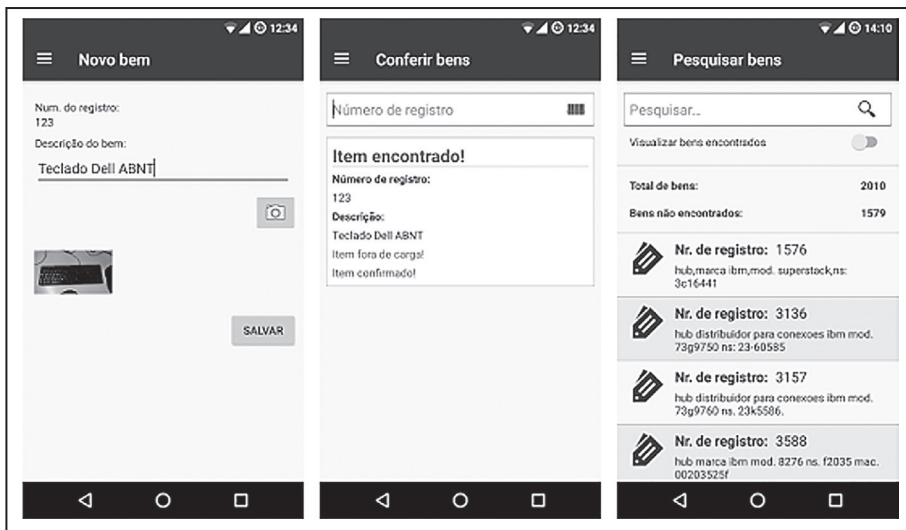 12:34
Novo bem
Num. do registro:
123
Descrição do bem:
Teclado Dell ABNT
SALVAR
12:34
Conferir bens
Número de registro
Item encontrado!
Número de registro:
123
Descrição:
Teclado Dell ABNT
Item fora de carga!
Item confirmado!
14:10
Pesquisar bens
Pesquisar...
Visualizar bens encontrados
Total de bens: 2010
Bens não encontrados: 1579
Nr. de registro: 1576
hub,marca ibm,mod. superstack,ns:
3c16441
Nr. de registro: 3136
hub distribuidor para conexoes ibm mod.
73g9750 ns: 23-60585
Nr. de registro: 3157
hub distribuidor para conexoes ibm mod.
73g9760 ns. 23k5586.
Nr. de registro: 3588
hub marca ibm mod. 8276 ns. f2035 mac.
00203525f